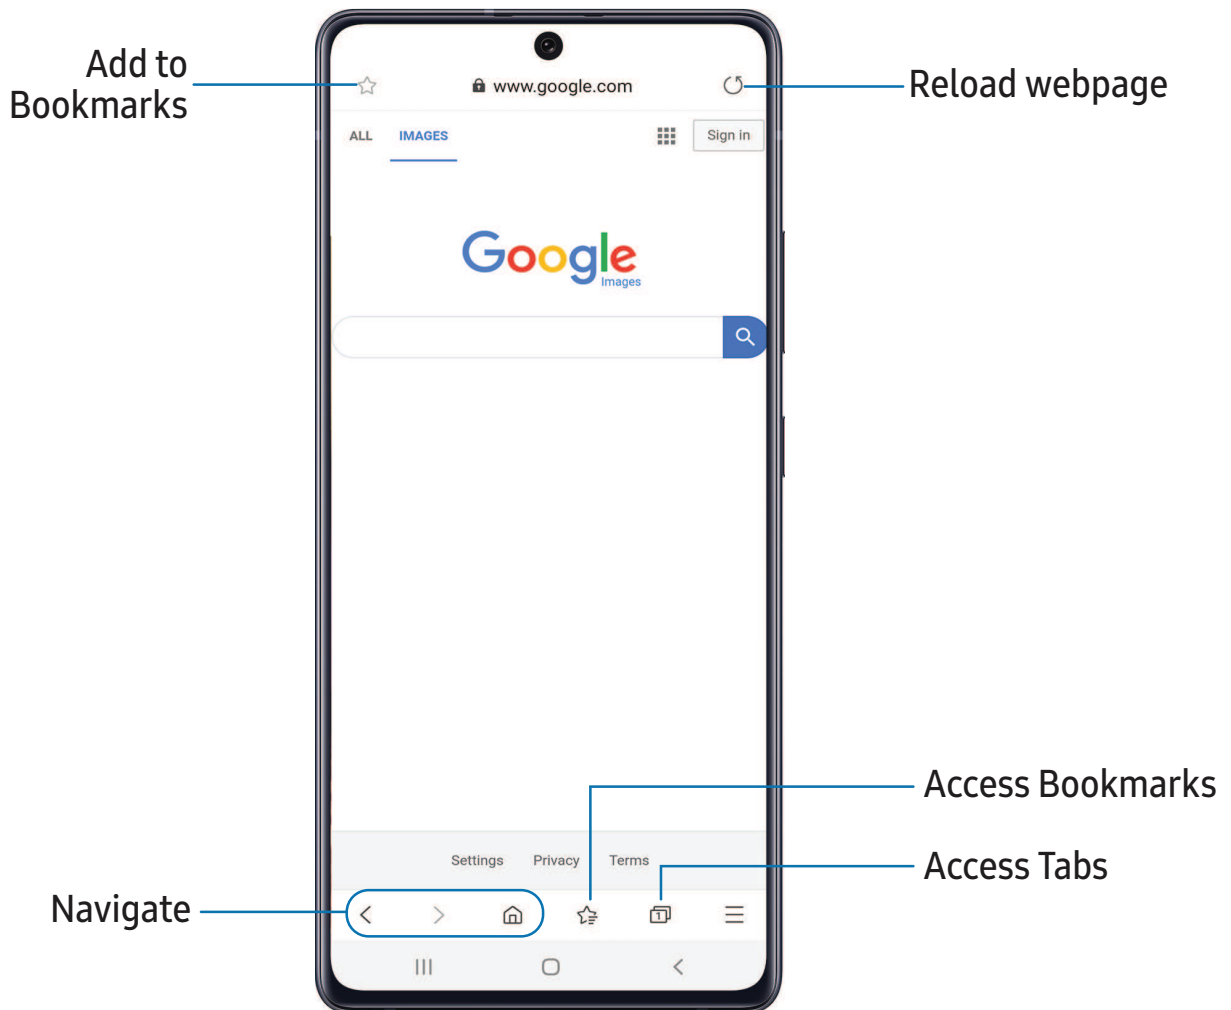 Add to
Bookmarks
www.google.com
Reload webpage
ALL IMAGES
Sign in
Google
Images
Access Bookmarks
Settings Privacy Terms
Access Tabs
Navigate
1